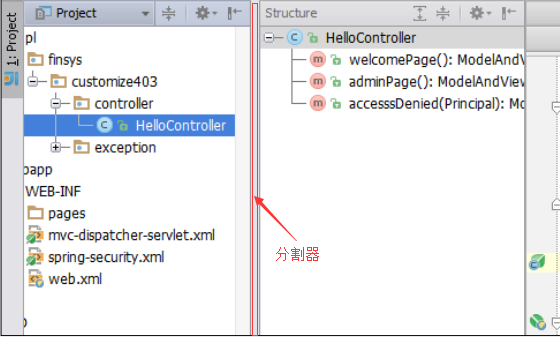 1: Project
Project
pl
finsys
customize403
controller
HelloController
exception
papp
WEB-INF
pages
mvc-dispatcher-servlet.xml
spring-security.xml
web.xml
Structure
HelloController
welcomePage(): ModelAndView
adminPage(): ModelAndView
accesssDenied(Principal): Mo
分割器